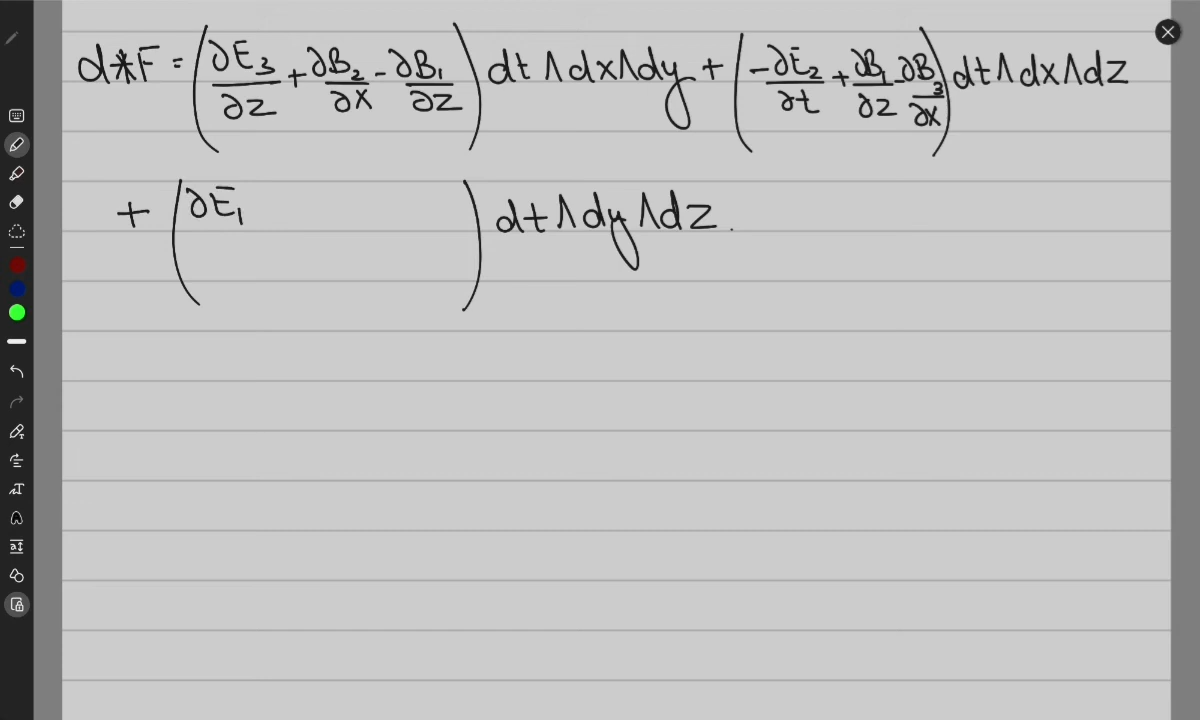 d*F = (∂E₃/∂z + ∂B₂/∂x - ∂B₁/∂z) dt ∧ dx ∧ dy + (-∂E₂/∂t + ∂B₁/∂z - ∂B₃/∂x) dt ∧ dx ∧ dz
+ (∂E₁ ) dt ∧ dy ∧ dz.